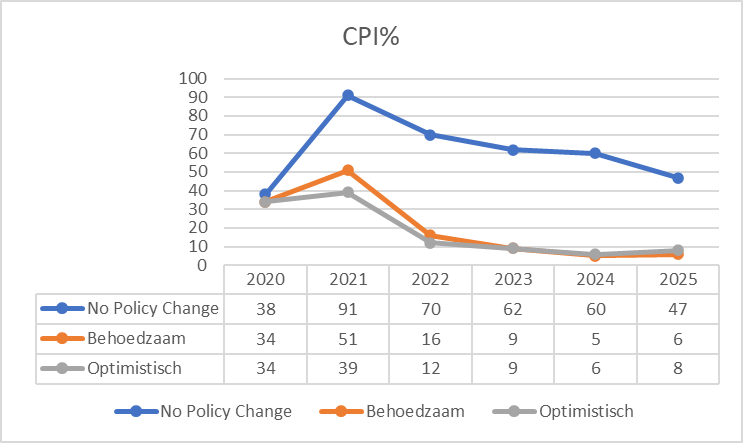 CPI%
100
90
80
70
60
50
40
30
20
10
0
2020 2021 2022 2023 2024 2025
No Policy Change 38 91 70 62 60 47
Behoedzaam 34 51 16 9 5 6
Optimistisch 34 39 12 9 6 8
No Policy Change Behoedzaam Optimistisch